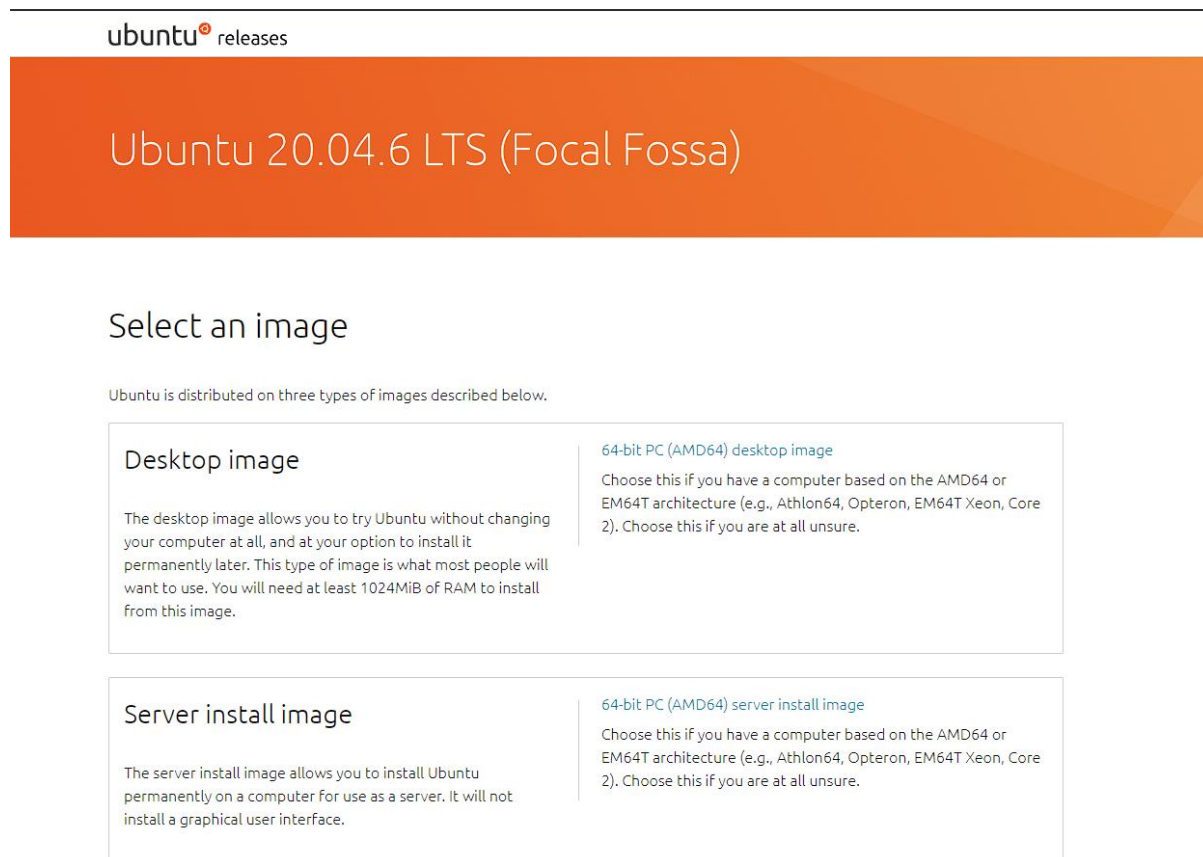 ubuntu releases
Ubuntu 20.04.6 LTS (Focal Fossa)
Select an image
Ubuntu is distributed on three types of images described below.
Desktop image
The desktop image allows you to try Ubuntu without changing
your computer at all, and at your option to install it
permanently later. This type of image is what most people will
want to use. You will need at least 1024MiB of RAM to install
from this image.
64-bit PC (AMD64) desktop image
Choose this if you have a computer based on the AMD64 or
EM64T architecture (e.g., Athlon64, Opteron, EM64T Xeon, Core
2). Choose this if you are at all unsure.
Server install image
The server install image allows you to install Ubuntu
permanently on a computer for use as a server. It will not
install a graphical user interface.
64-bit PC (AMD64) server install image
Choose this if you have a computer based on the AMD64 or
EM64T architecture (e.g., Athlon64, Opteron, EM64T Xeon, Core
2). Choose this if you are at all unsure.